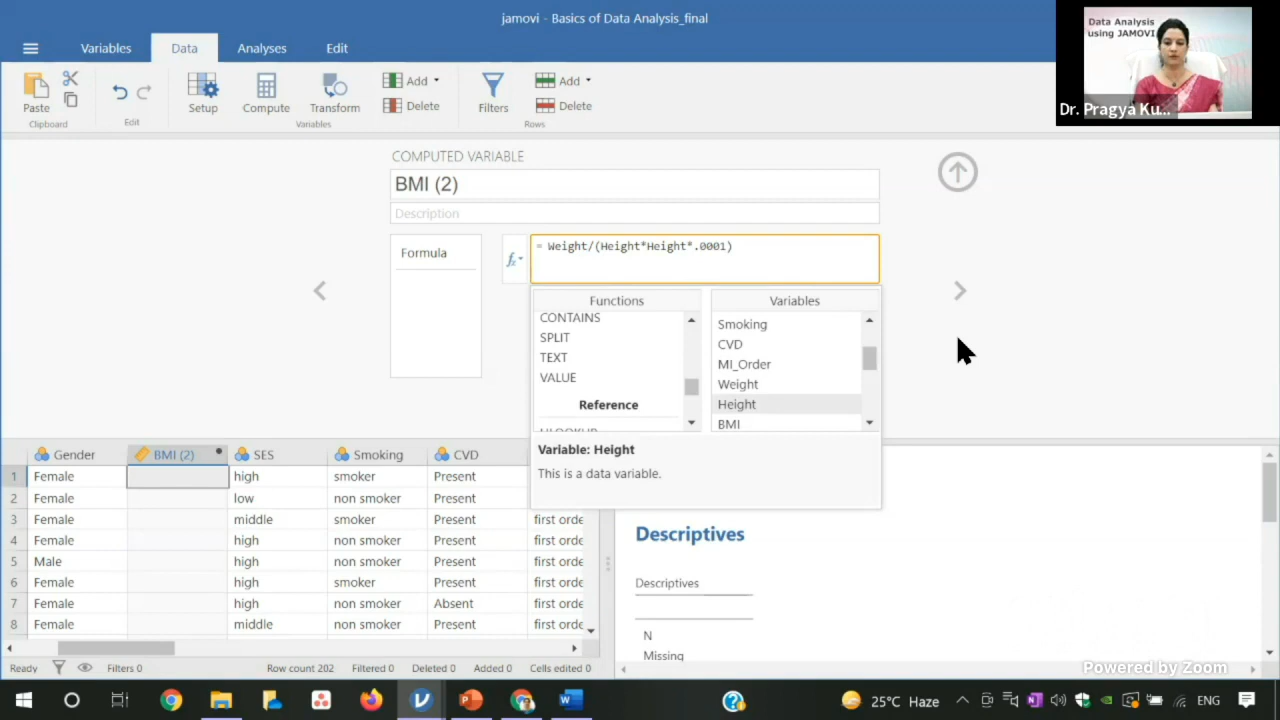 jamovi - Basics of Data Analysis_final
Data Analysis
using JAMOVI
Dr. Pragya Ku...
Variables
Data
Analyses
Edit
Paste
Clipboard
Edit
Setup
Compute
Transform
Add
Delete
Variables
Filters
Add
Delete
Rows
COMPUTED VARIABLE
BMI (2)
Description
Formula
fx
= Weight/(Height*Height*.0001)
Functions
CONTAINS
SPLIT
TEXT
VALUE
Reference
Variables
Smoking
CVD
MI_Order
Weight
Height
BMI
Variable: Height
This is a data variable.
Gender BMI (2) SES Smoking CVD
1 Female high smoker Present
2 Female low non smoker Present
3 Female middle smoker Present first orde
4 Female high non smoker Present first orde
5 Male high non smoker Present first orde
6 Female high smoker Present first orde
7 Female high non smoker Absent first orde
8 Female middle non smoker Present first orde
Descriptives
Descriptives
N
Missing
Ready Filters 0 Row count 202 Filtered 0 Deleted 0 Added 0 Cells edited 0
Powered by Zoom
25°C Haze ENG